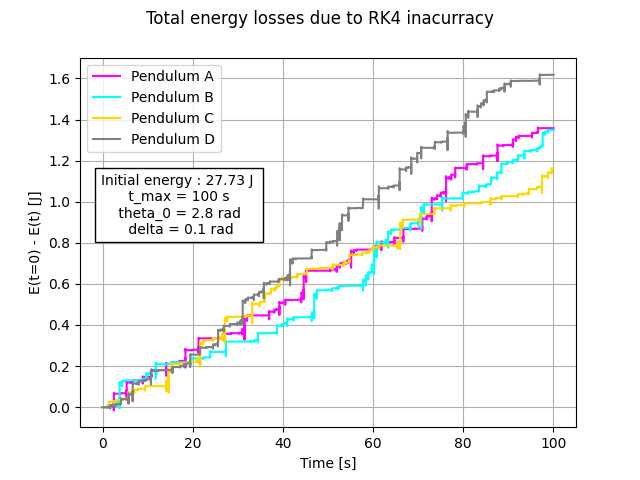 Total energy losses due to RK4 inacurracy
E(t=0) - E(t) [J]
1.6
1.4
1.2
1.0
0.8
0.6
0.4
0.2
0.0
Pendulum A
Pendulum B
Pendulum C
Pendulum D
Initial energy : 27.73 J
t_max = 100 s
theta_0 = 2.8 rad
delta = 0.1 rad
0 20 40 60 80 100
Time [s]